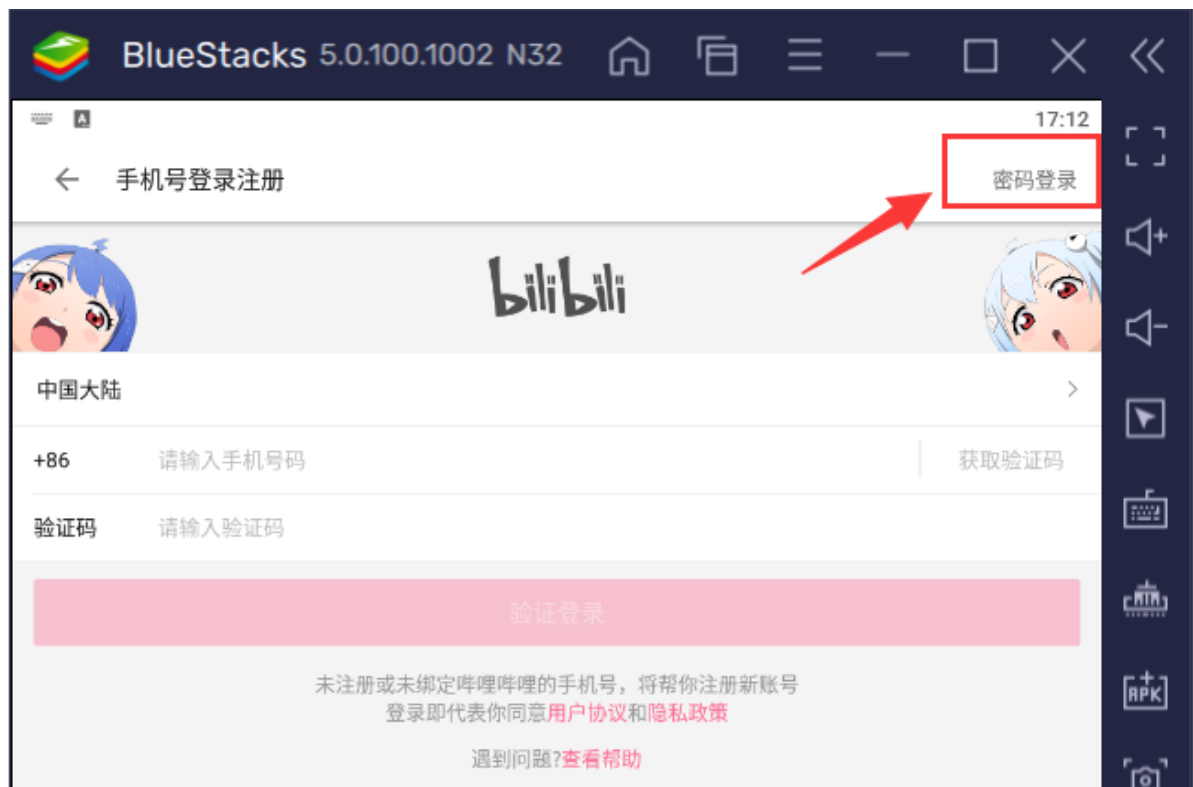 BlueStacks 5.0.100.1002 N32
17:12
手机号登录注册 密码登录
bilibili
中国大陆
+86 请输入手机号码 获取验证码
验证码 请输入验证码
验证登录
未注册或未绑定哔哩哔哩的手机号，将帮你注册新账号
登录即代表你同意用户协议和隐私政策
遇到问题?查看帮助
A
APK